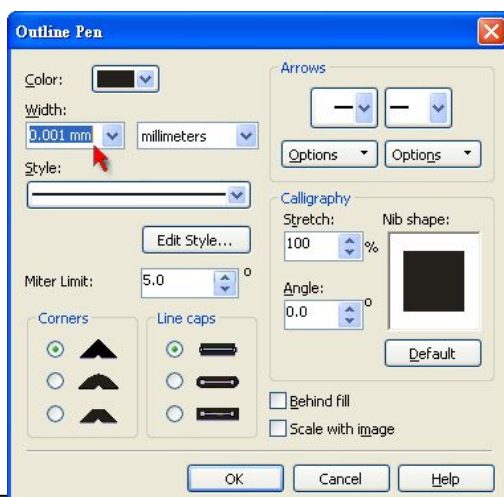 Outline Pen
Color:
Width:
0.001 mm
millimeters
Style:
Edit Style...
Miter Limit:
5.0 °
Corners
Line caps
Arrows
Options
Options
Calligraphy
Stretch:
Nib shape:
100 %
Angle:
0.0 °
Default
Behind fill
Scale with image
OK
Cancel
Help